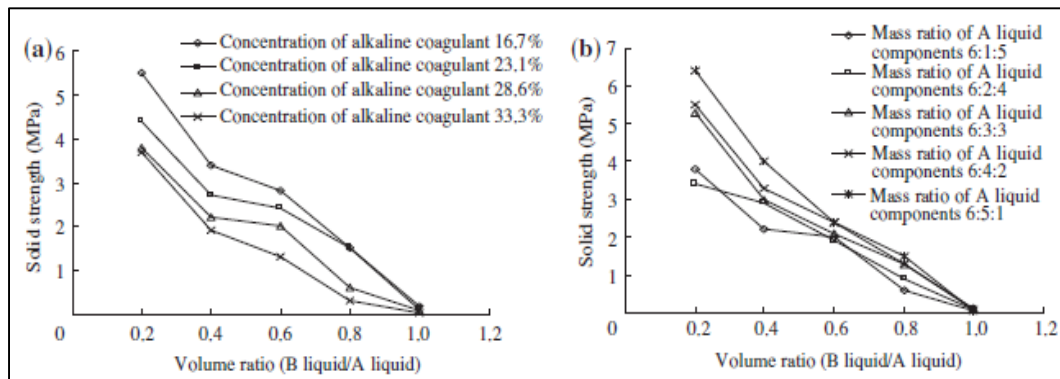 (a)
Concentration of alkaline coagulant 16,7%
Concentration of alkaline coagulant 23,1%
Concentration of alkaline coagulant 28,6%
Concentration of alkaline coagulant 33,3%
6
5
4
3
2
1
0
0,2
0,4
0,6
0,8
1,0
1,2
Solid strength (MPa)
Volume ratio (B liquid/A liquid)
(b)
Mass ratio of A liquid
components 6:1:5
Mass ratio of A liquid
components 6:2:4
Mass ratio of A liquid
components 6:3:3
Mass ratio of A liquid
components 6:4:2
Mass ratio of A liquid
components 6:5:1
7
6
5
4
3
2
1
0
0,2
0,4
0,6
0,8
1,0
1,2
Solid strength (MPa)
Volume ratio (B liquid/A liquid)